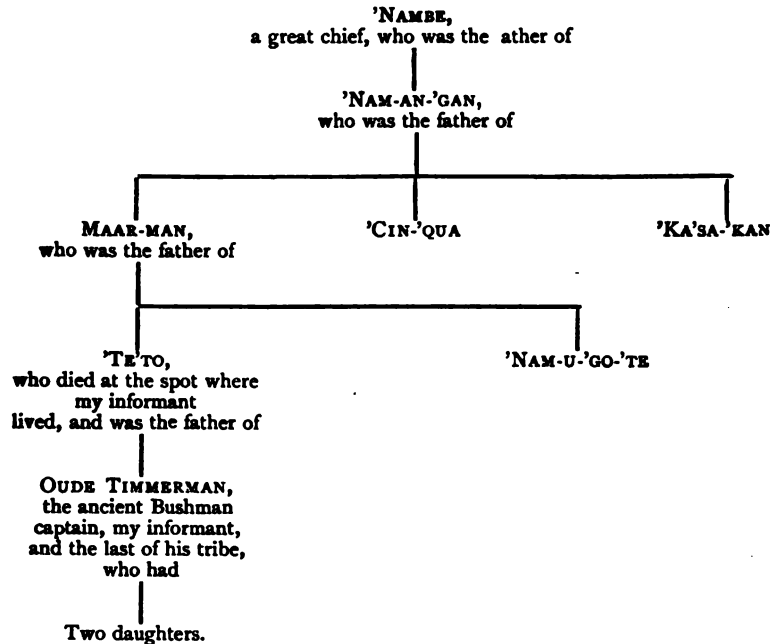 'NAMBE,
a great chief, who was the ather of
'NAM-AN-'GAN,
who was the father of
MAAR-MAN,
who was the father of
'CIN-'QUA
'KA'SA-'KAN
'TE'TO,
who died at the spot where
my informant
lived, and was the father of
'NAM-U-'GO-'TE
OUDE TIMMERMAN,
the ancient Bushman
captain, my informant,
and the last of his tribe,
who had
Two daughters.